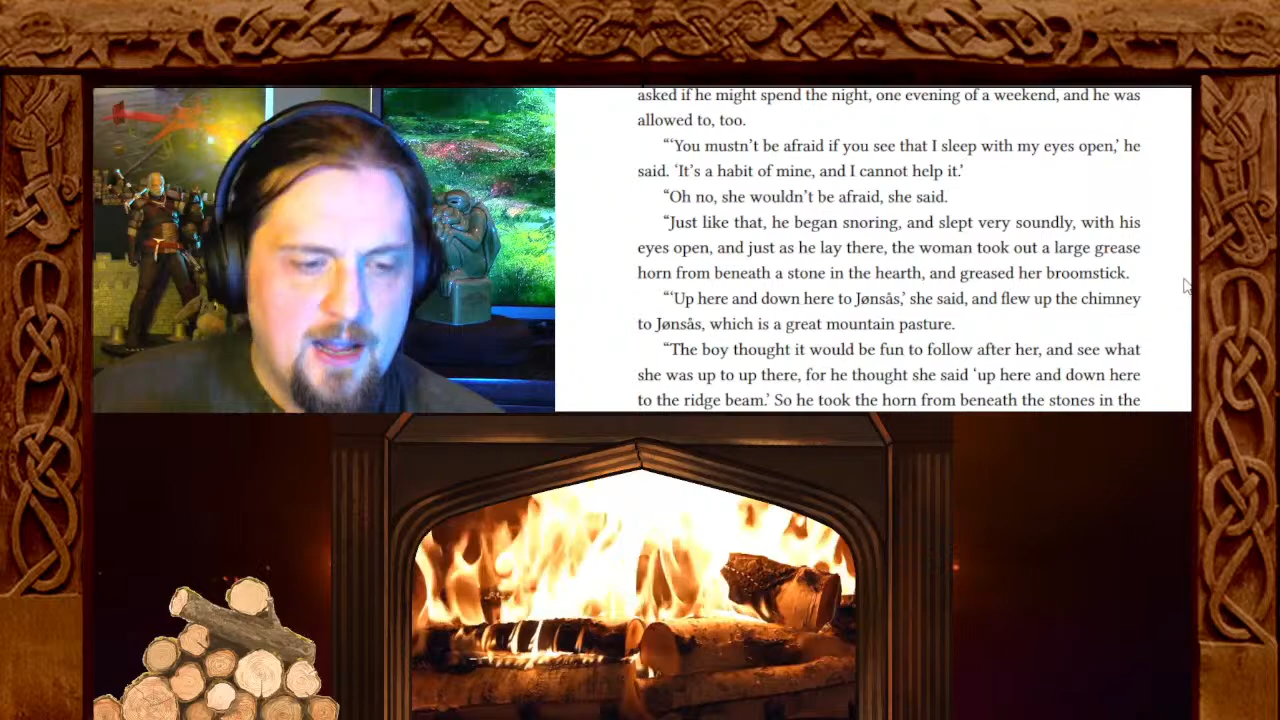 asked if he might spend the night, one evening of a weekend, and he was
allowed to, too.
“‘You mustn’t be afraid if you see that I sleep with my eyes open,’ he
said. ‘It’s a habit of mine, and I cannot help it.’
“Oh no, she wouldn’t be afraid, she said.
“Just like that, he began snoring, and slept very soundly, with his
eyes open, and just as he lay there, the woman took out a large grease
horn from beneath a stone in the hearth, and greased her broomstick.
“‘Up here and down here to Jønsås,’ she said, and flew up the chimney
to Jønsås, which is a great mountain pasture.
“The boy thought it would be fun to follow after her, and see what
she was up to up there, for he thought she said ‘up here and down here
to the ridge beam.’ So he took the horn from beneath the stones in the